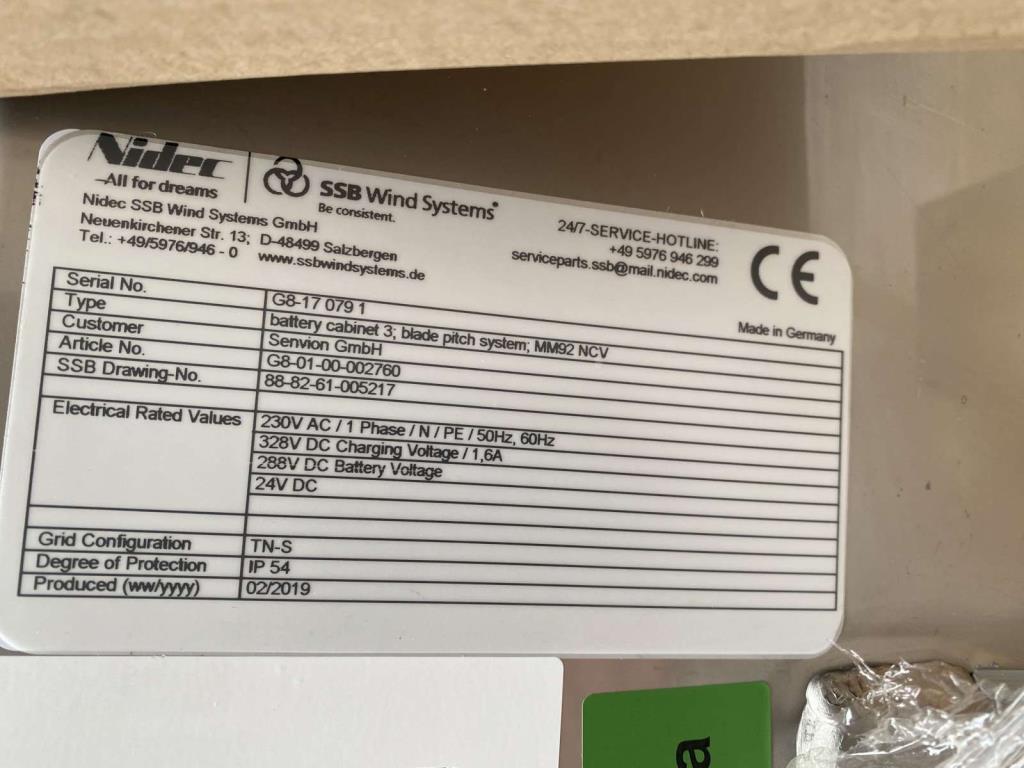 Nidec
-All for dreams
SSB Wind Systems
Be consistent.
Nidec SSB Wind Systems GmbH
Neuenkirchener Str. 13; D-48499 Salzbergen
Tel.: +49/5976/946 - 0 www.ssbwindsystems.de
24/7-SERVICE-HOTLINE:
+49 5976 946 299
serviceparts.ssb@mail.nidec.com
CE
Made in Germany
Serial No. G8-17 079 1
Type battery cabinet 3; blade pitch system; MM92 NCV
Customer Senvion GmbH
Article No. G8-01-00-002760
SSB Drawing-No. 88-82-61-005217
Electrical Rated Values 230V AC / 1 Phase / N / PE / 50Hz, 60Hz
328V DC Charging Voltage / 1,6A
288V DC Battery Voltage
24V DC
Grid Configuration TN-S
Degree of Protection IP 54
Produced (ww/yyyy) 02/2019
a